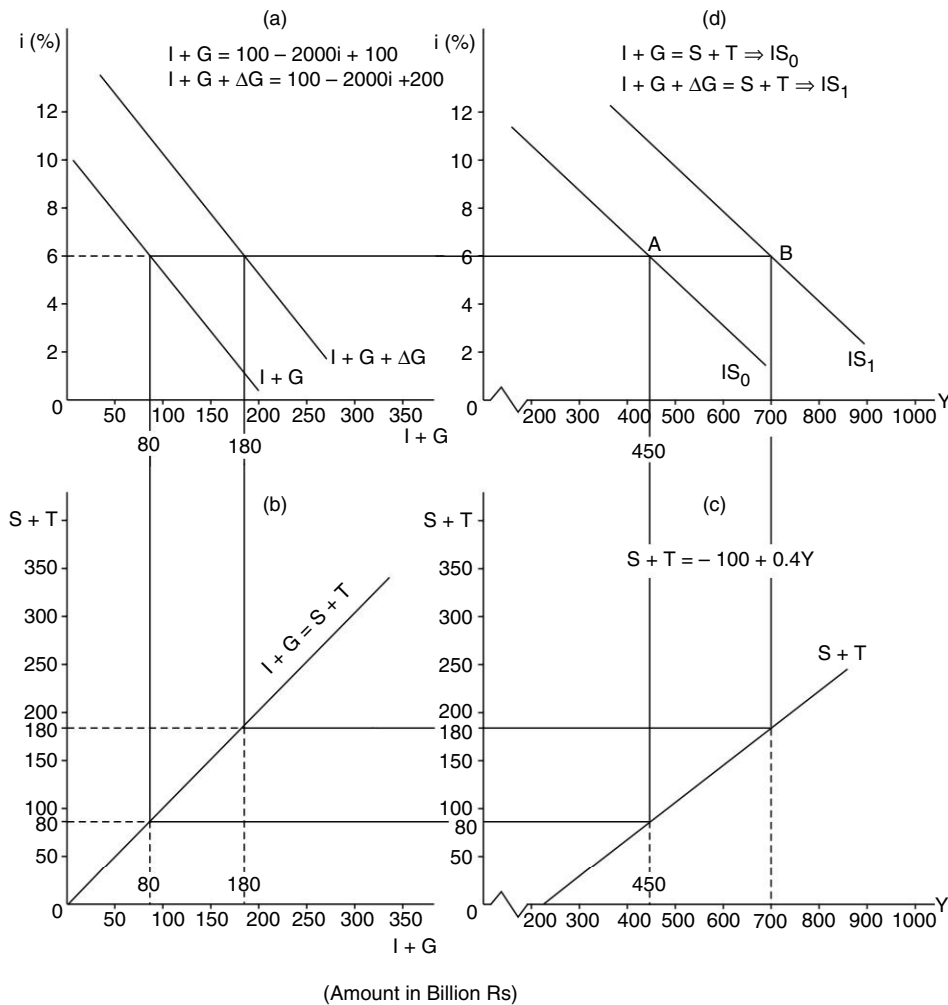 (a)
i (%)
I + G = 100 – 2000i + 100
I + G + ΔG = 100 – 2000i +200
12
10
8
6
4
2
0
I + G + ΔG
I + G
50 100 150 200 250 300 350
I + G
80 180
(d)
i (%)
I + G = S + T ⇒ IS₀
I + G + ΔG = S + T ⇒ IS₁
12
10
8
6
4
2
0
A
B
IS₀
IS₁
200 300 400 500 600 700 800 900 1000 Y
450
(b)
S + T
350
300
250
200
180
150
100
80
50
0
I + G = S + T
80 180
50 100 150 200 250 300 350
I + G
(c)
S + T
S + T = – 100 + 0.4Y
350
300
250
200
180
150
100
80
50
0
S + T
450
200 300 400 500 600 700 800 900 1000 Y
(Amount in Billion Rs)